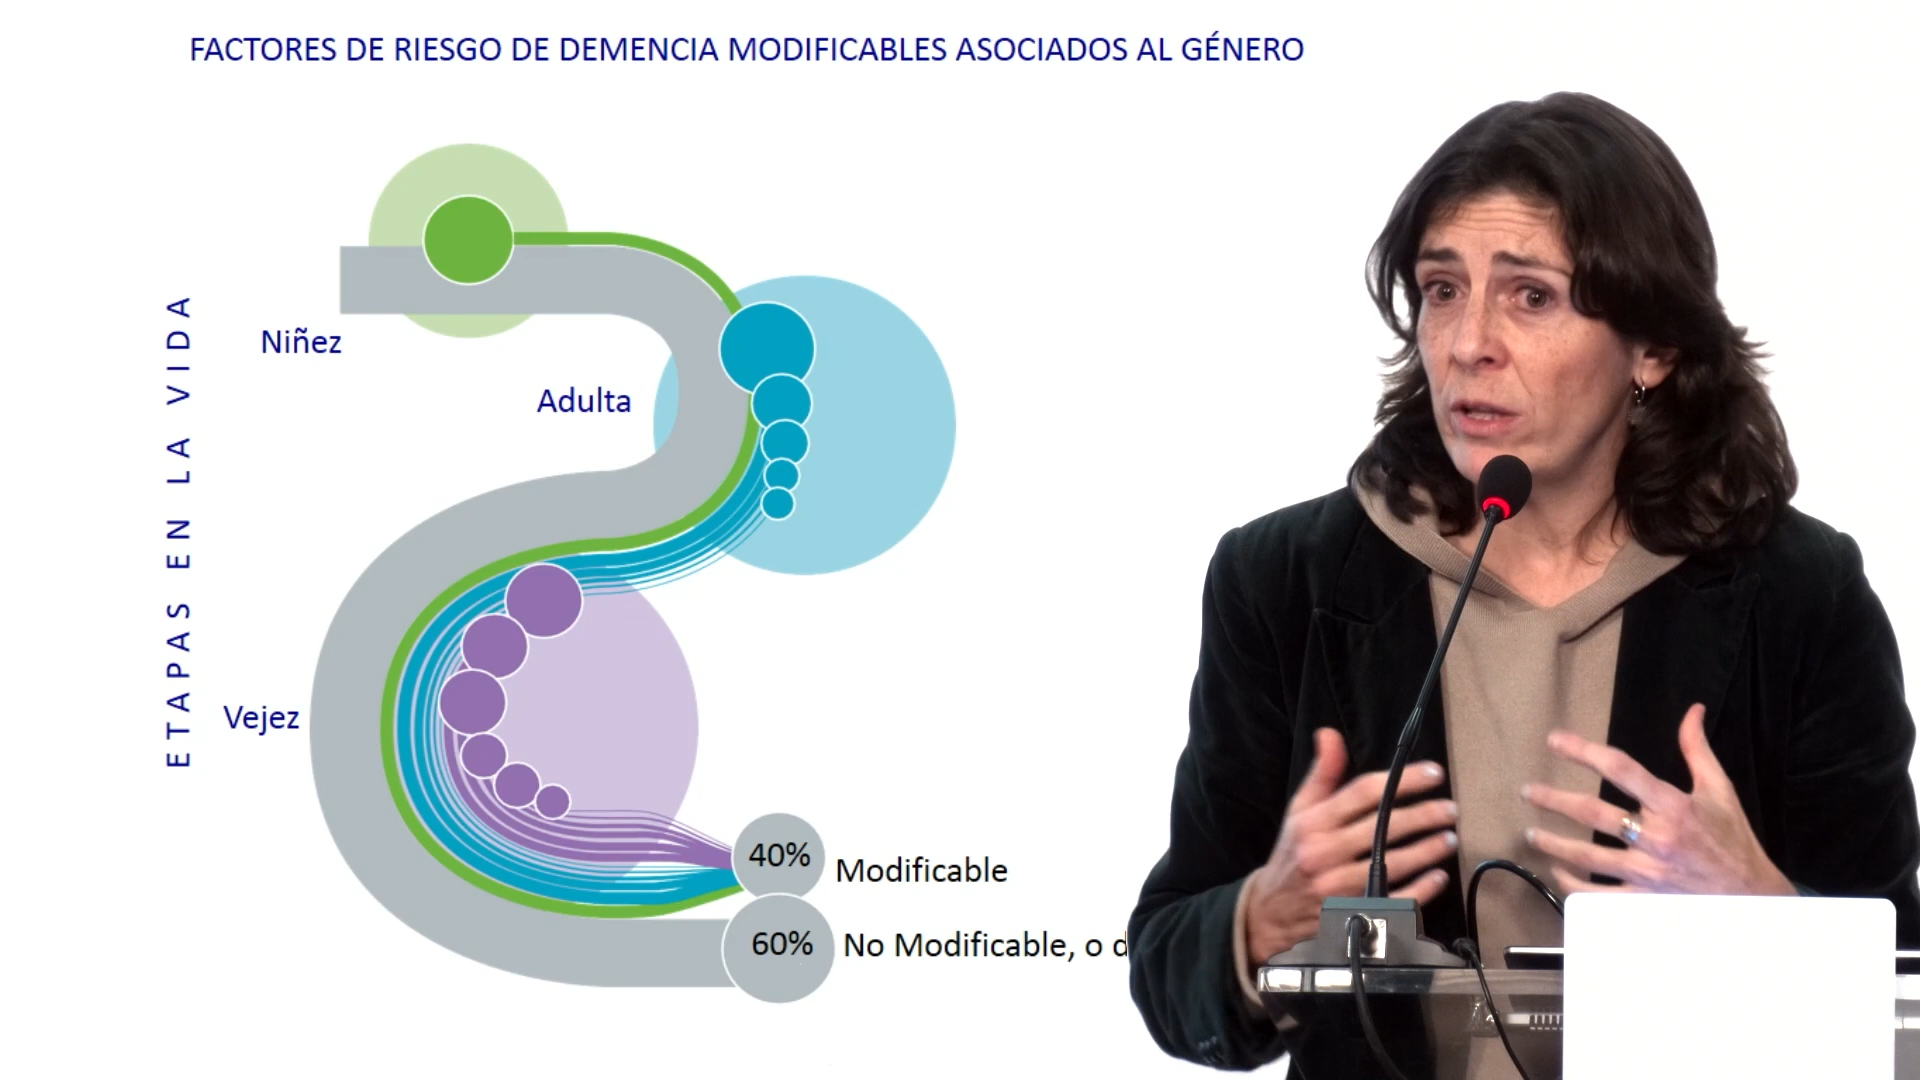 FACTORES DE RIESGO DE DEMENCIA MODIFICABLES ASOCIADOS AL GÉNERO
ETAPAS EN LA VIDA
Niñez
Adulta
Vejez
40% Modificable
60% No Modificable, o